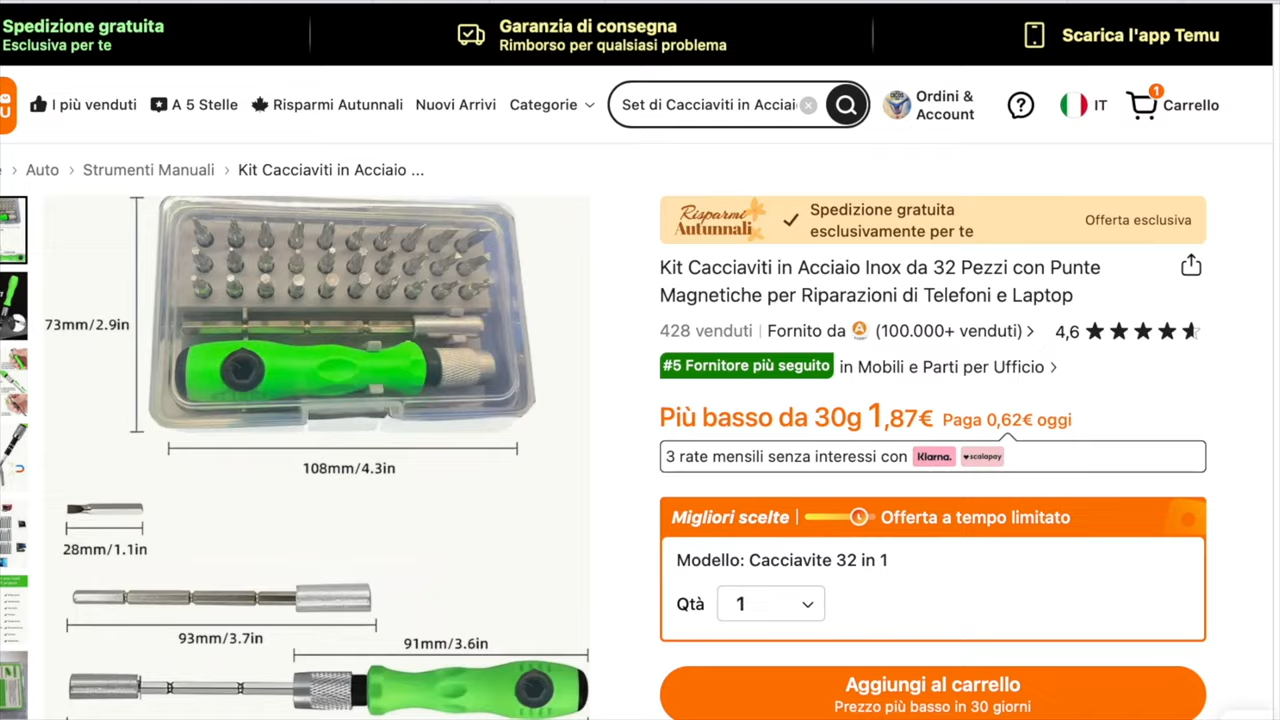 Spedizione gratuita
Esclusiva per te
Garanzia di consegna
Rimborso per qualsiasi problema
Scarica l'app Temu
I più venduti
A 5 Stelle
Risparmi Autunnali
Nuovi Arrivi
Categorie
Set di Cacciaviti in Acciai
Ordini &
Account
IT
1
Carrello
Auto > Strumenti Manuali > Kit Cacciaviti in Acciaio ...
73mm/2.9in
108mm/4.3in
28mm/1.1in
93mm/3.7in
91mm/3.6in
Risparmi
Autunnali
Spedizione gratuita
esclusivamente per te
Offerta esclusiva
Kit Cacciaviti in Acciaio Inox da 32 Pezzi con Punte
Magnetiche per Riparazioni di Telefoni e Laptop
428 venduti | Fornito da (100.000+ venduti) > 4,6
#5 Fornitore più seguito in Mobili e Parti per Ufficio >
Più basso da 30g 1,87€ Paga 0,62€ oggi
3 rate mensili senza interessi con Klarna. scalapay
Migliori scelte | Offerta a tempo limitato
Modello: Cacciavite 32 in 1
Qtà 1
Aggiungi al carrello
Prezzo più basso in 30 giorni